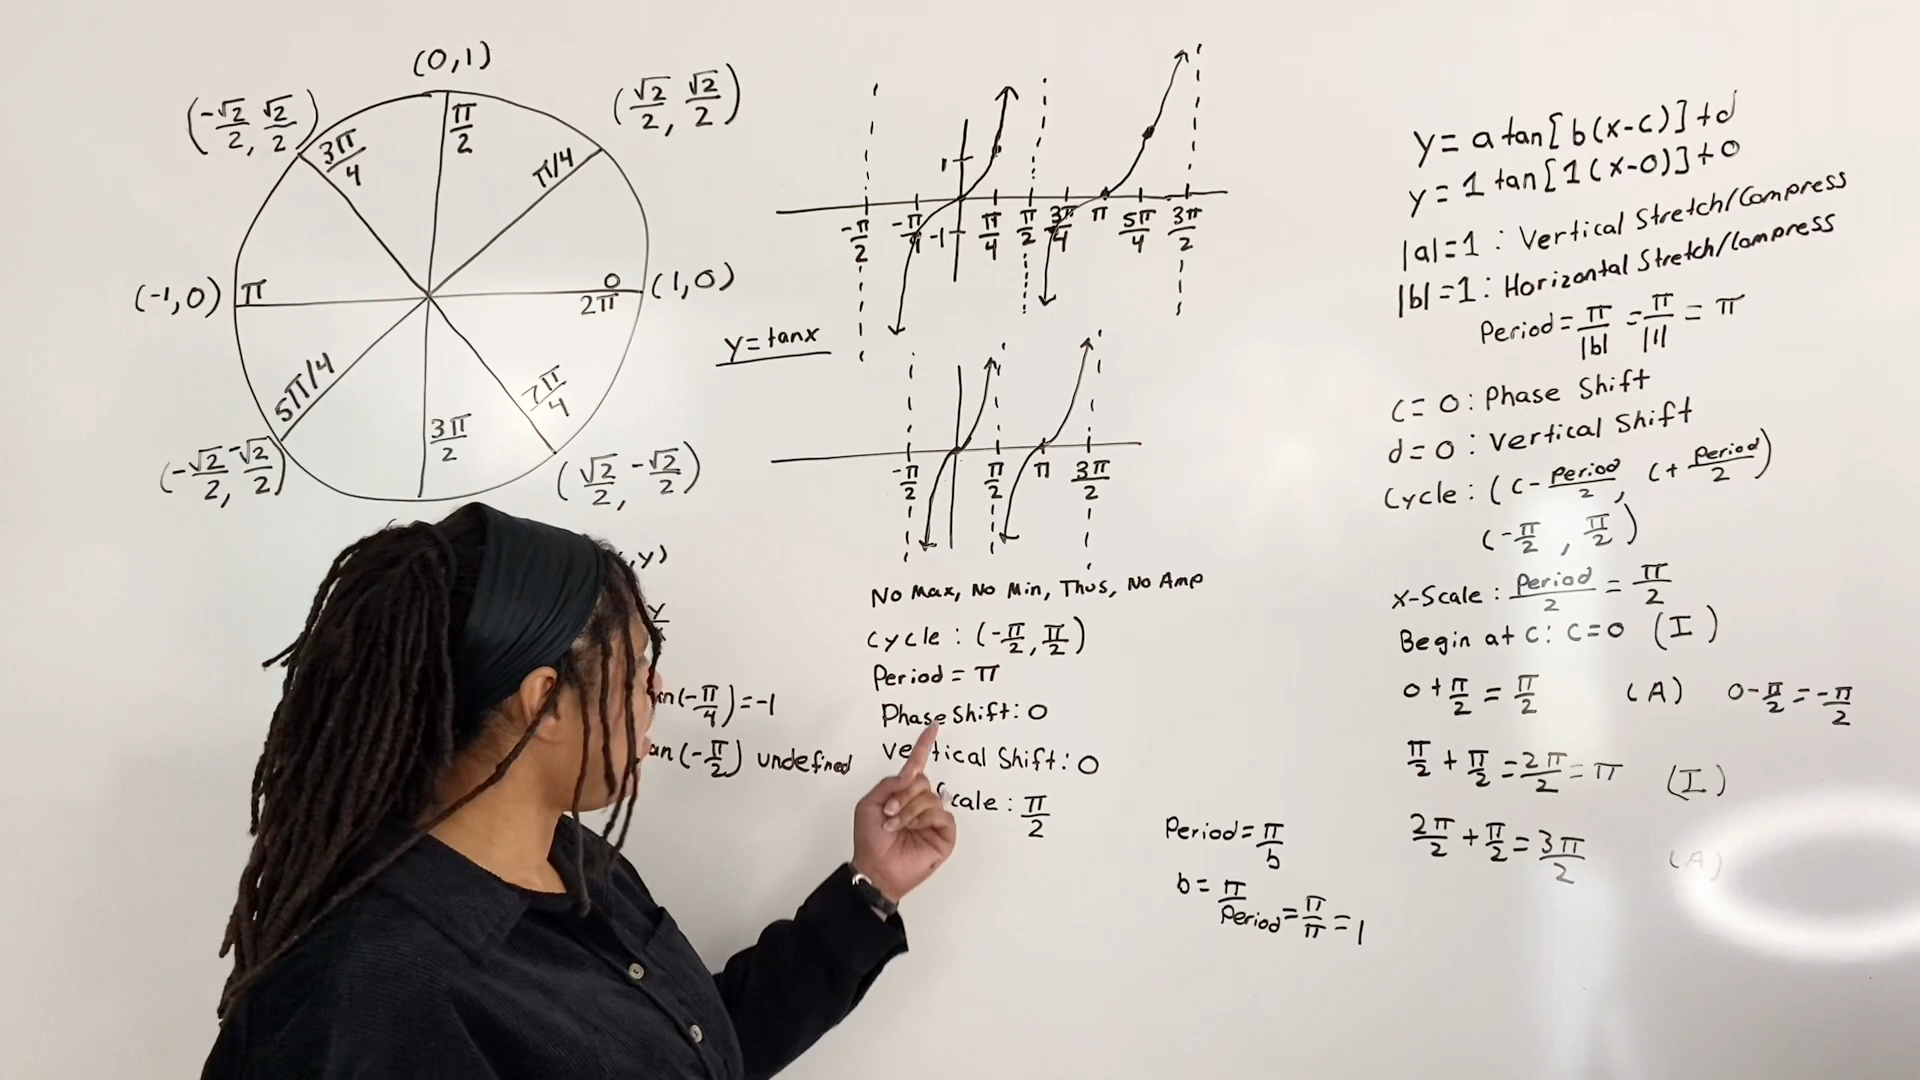 (0,1)
(-√2/2, √2/2)
(√2/2, √2/2)
3π/4
π/2
π/4
(-1,0)
π
0
2π
(1,0)
5π/4
3π/2
7π/4
(-√2/2, -√2/2)
(√2/2, -√2/2)
,y)
y
(-π/4) = -1
(-π/2) undefined
y = tanx
1
-π/2 -π/4 -1 π/4 π/2 3π/4 π 5π/4 3π/2
-π/2 π/2 π 3π/2
No Max, No Min, Thus, No Amp
Cycle : (-π/2, π/2)
Period = π
Phase Shift: 0
Vertical Shift: 0
Scale : π/2
Period = π/b
b = π/Period = π/π = 1
y = a tan[b(x-c)]+d
y = 1 tan[1(x-0)]+0
|a|=1 : Vertical Stretch/Compress
|b|=1 : Horizontal Stretch/Compress
Period = π/|b| = π/|1| = π
c = 0 : Phase Shift
d = 0 : Vertical Shift
Cycle : (c - Period/2, c + Period/2)
(-π/2, π/2)
x-Scale : Period/2 = π/2
Begin at c : c = 0 (I)
0 + π/2 = π/2 (A) 0 - π/2 = -π/2
π/2 + π/2 = 2π/2 = π (I)
2π/2 + π/2 = 3π/2 (A)